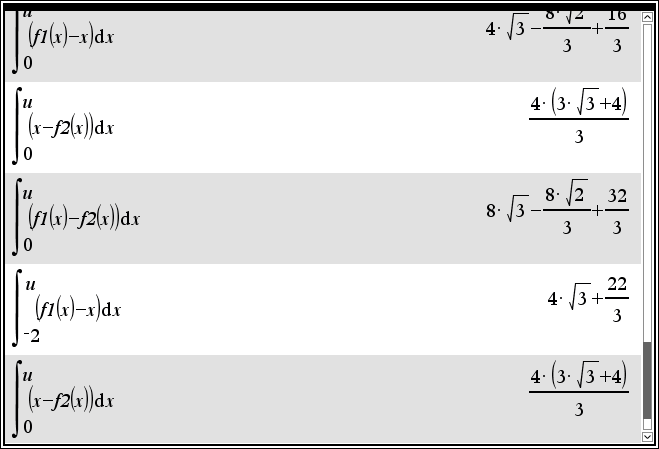 ∫₀ᵘ (f1(x)−x)dx    4·√3 − 8·√2/3 + 16/3
∫₀ᵘ (x−f2(x))dx    4·(3·√3+4)/3
∫₀ᵘ (f1(x)−f2(x))dx    8·√3 − 8·√2/3 + 32/3
∫₋₂ᵘ (f1(x)−x)dx    4·√3 + 22/3
∫₀ᵘ (x−f2(x))dx    4·(3·√3+4)/3